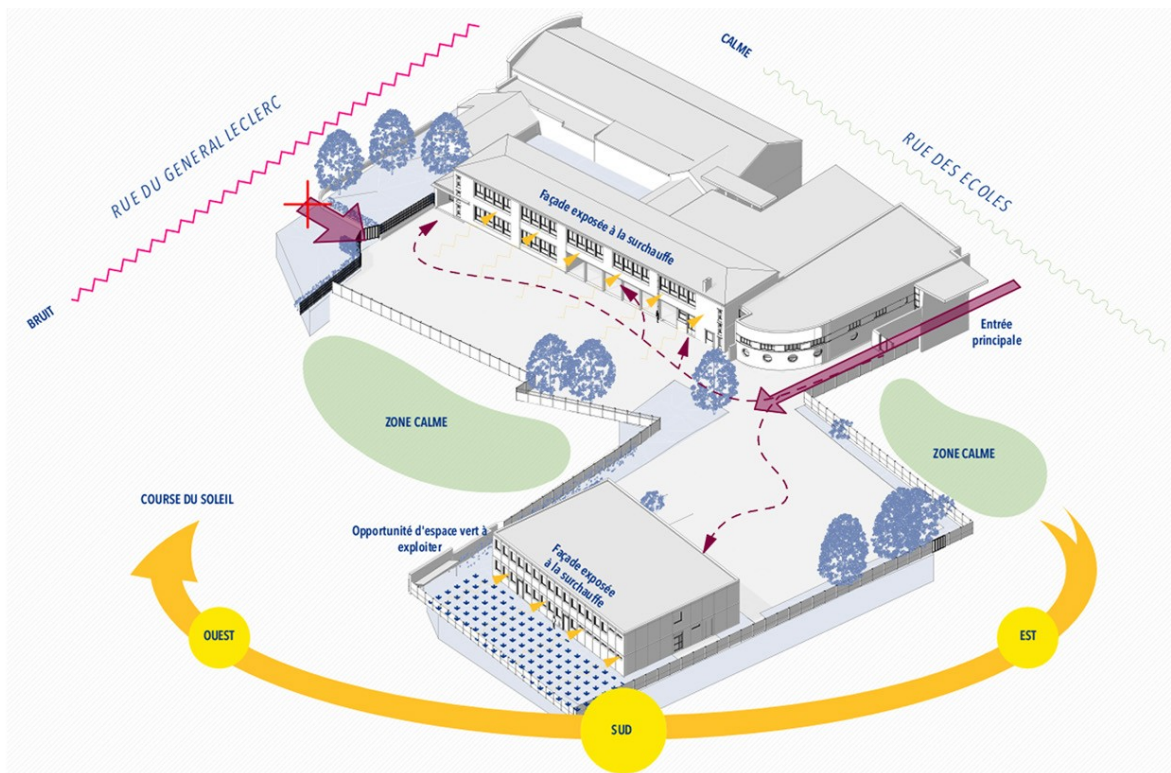 CALME
RUE DU GENERAL LECLERC
RUE DES ECOLES
Façade exposée à la surchauffe
BRUIT
Entrée
principale
ZONE CALME
ZONE CALME
COURSE DU SOLEIL
Opportunité d'espace vert à
exploiter
Façade exposée
à la surchauffe
OUEST
EST
SUD